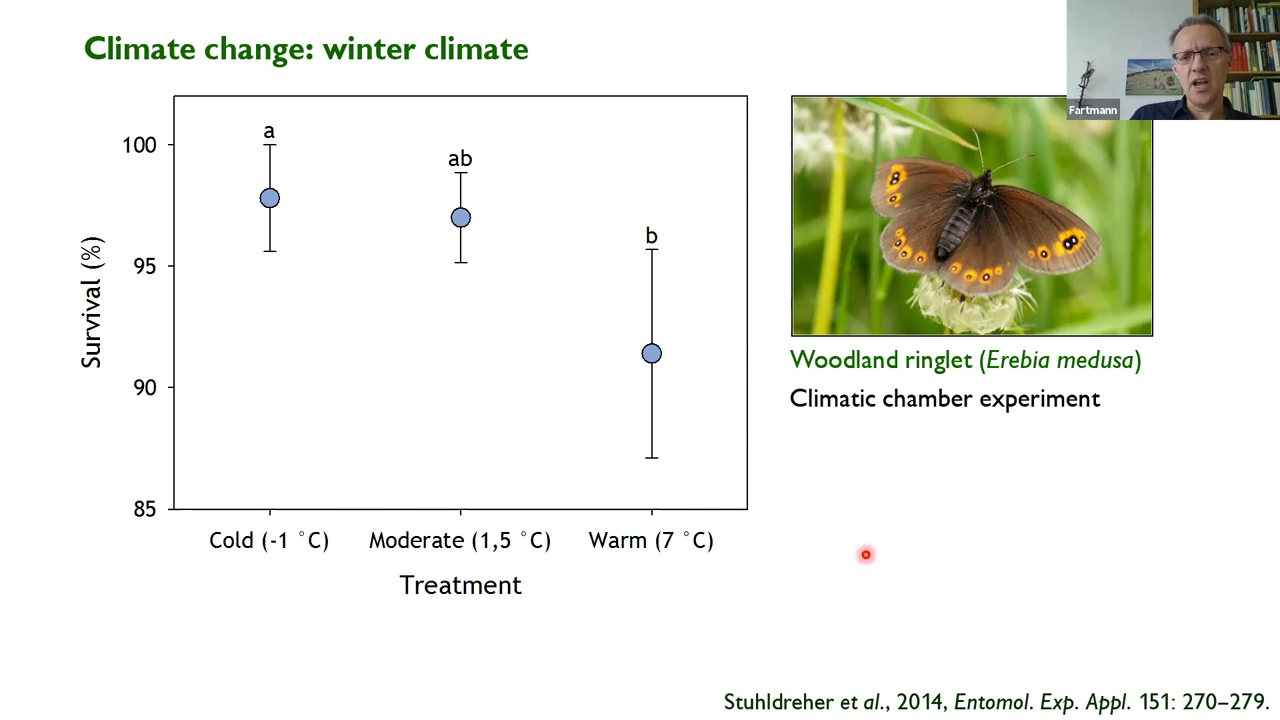 Climate change: winter climate
Fartmann
a
ab
b
100
95
90
85
Survival (%)
Cold (-1 °C)
Moderate (1,5 °C)
Warm (7 °C)
Treatment
Woodland ringlet (Erebia medusa)
Climatic chamber experiment
Stuhldreher et al., 2014, Entomol. Exp. Appl. 151: 270–279.